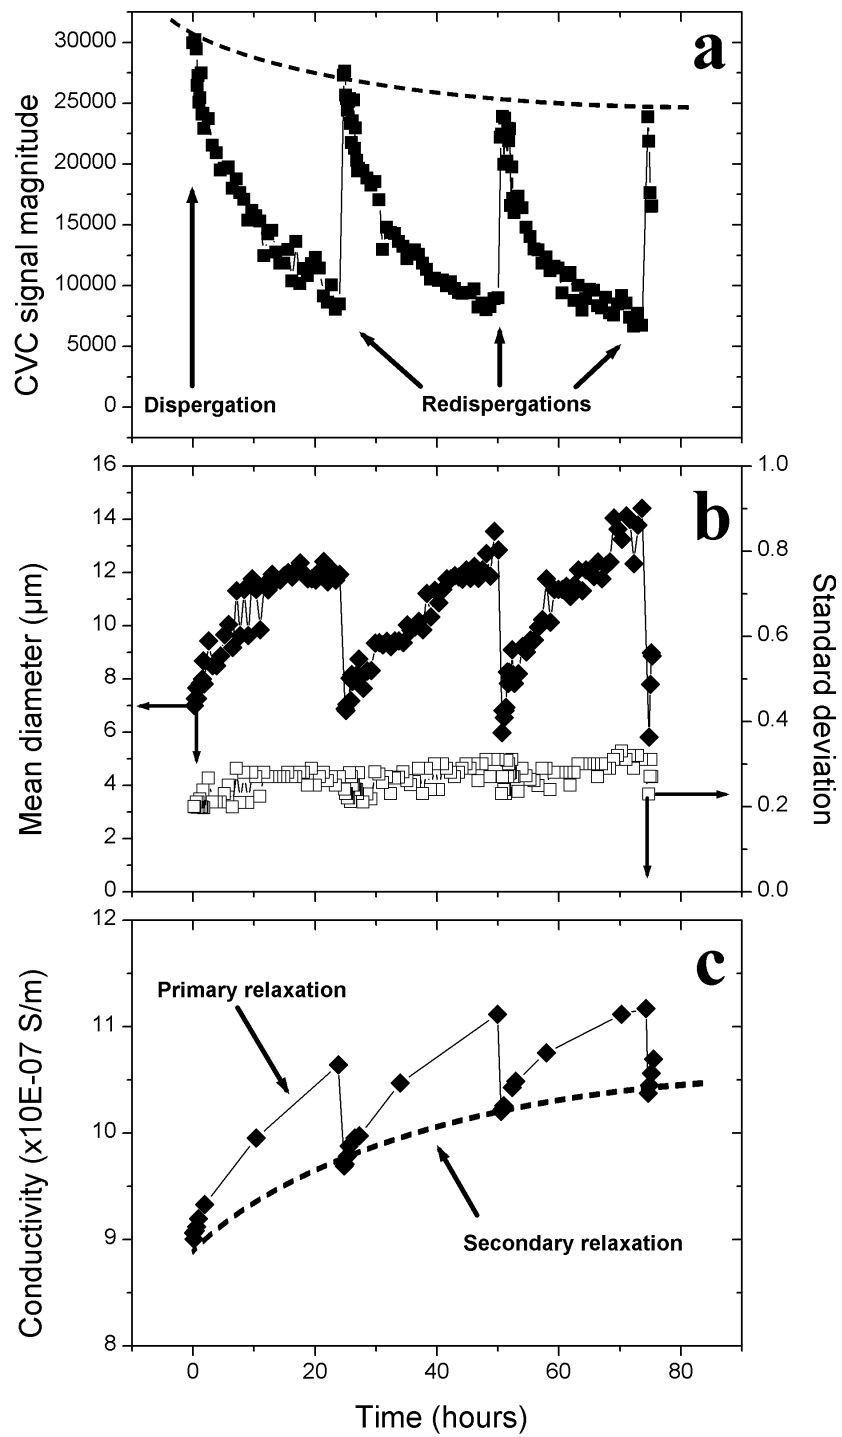 a
30000
25000
20000
15000
10000
5000
0
CVC signal magnitude
Dispergation
Redispergations
b
16
14
12
10
8
6
4
2
0
Mean diameter (µm)
1.0
0.8
0.6
0.4
0.2
0.0
Standard deviation
c
12
11
10
9
8
Conductivity (x10E-07 S/m)
Primary relaxation
Secondary relaxation
0 20 40 60 80
Time (hours)